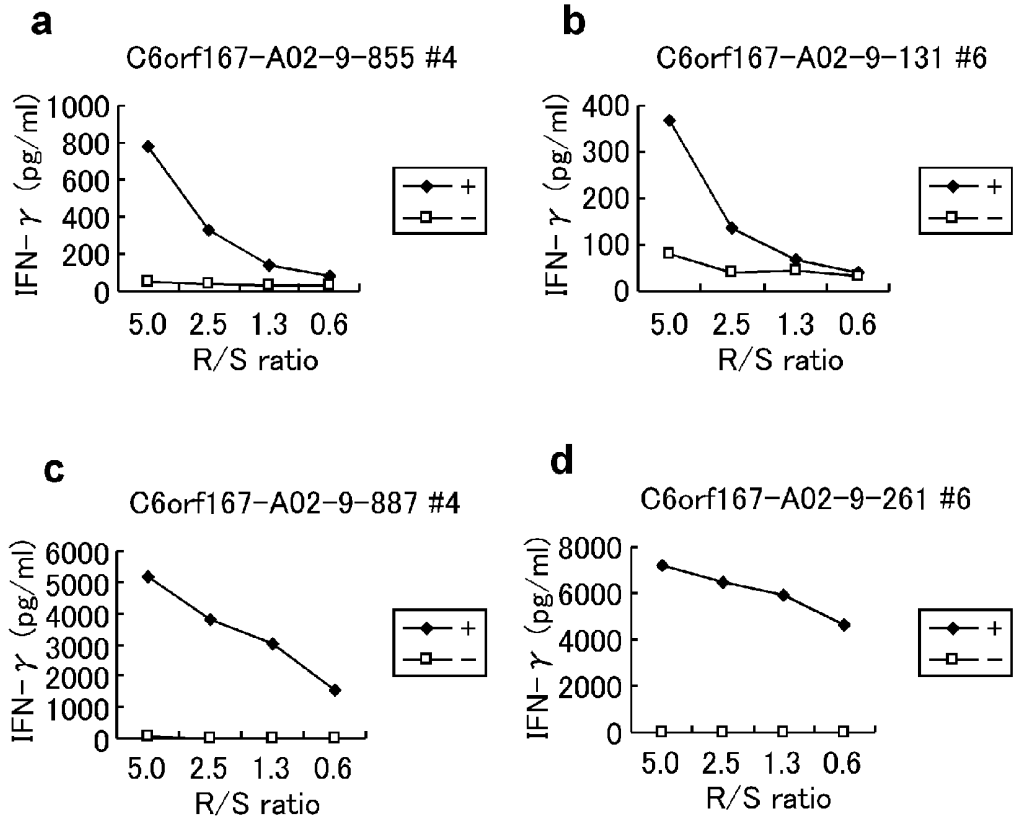 a
C6orf167-A02-9-855 #4
IFN-γ (pg/ml)
1000
800
600
400
200
0
5.0 2.5 1.3 0.6
R/S ratio
+
−
b
C6orf167-A02-9-131 #6
IFN-γ (pg/ml)
400
300
200
100
0
5.0 2.5 1.3 0.6
R/S ratio
+
−
c
C6orf167-A02-9-887 #4
IFN-γ (pg/ml)
6000
5000
4000
3000
2000
1000
0
5.0 2.5 1.3 0.6
R/S ratio
+
−
d
C6orf167-A02-9-261 #6
IFN-γ (pg/ml)
8000
6000
4000
2000
0
5.0 2.5 1.3 0.6
R/S ratio
+
−